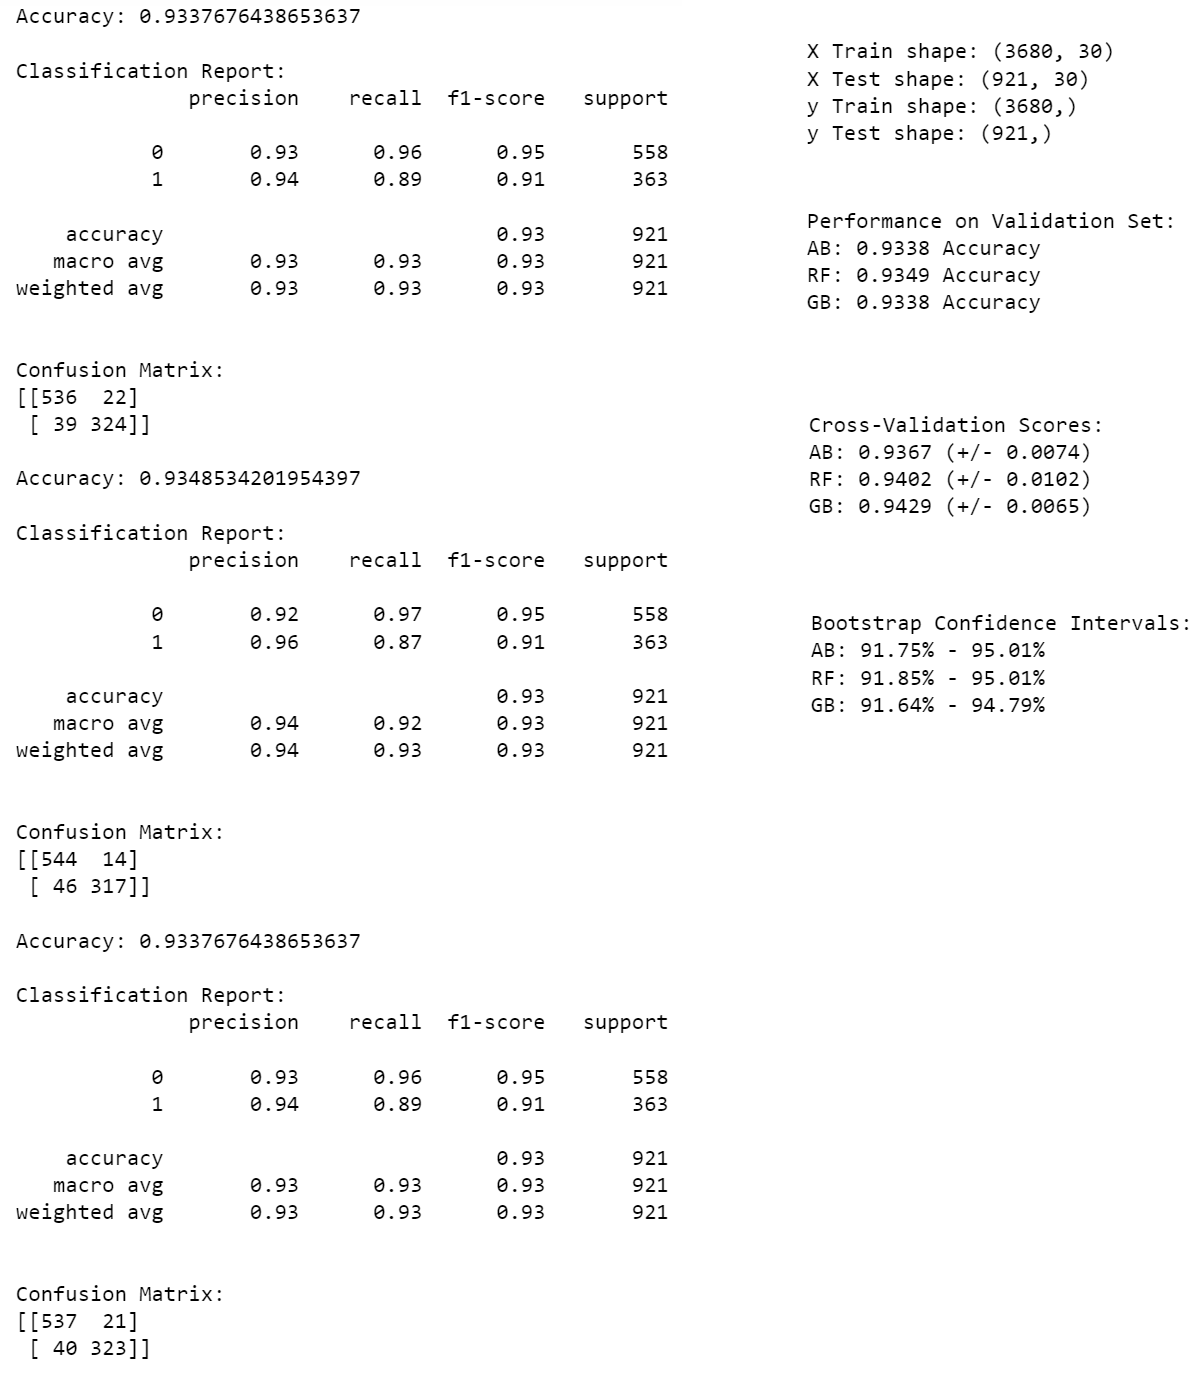 Accuracy: 0.9337676438653637
Classification Report:
precision recall f1-score support
0 0.93 0.96 0.95 558
1 0.94 0.89 0.91 363
accuracy 0.93 921
macro avg 0.93 0.93 0.93 921
weighted avg 0.93 0.93 0.93 921
Confusion Matrix:
[[536 22]
[ 39 324]]
Accuracy: 0.9348534201954397
Classification Report:
precision recall f1-score support
0 0.92 0.97 0.95 558
1 0.96 0.87 0.91 363
accuracy 0.93 921
macro avg 0.94 0.92 0.93 921
weighted avg 0.94 0.93 0.93 921
Confusion Matrix:
[[544 14]
[ 46 317]]
Accuracy: 0.9337676438653637
Classification Report:
precision recall f1-score support
0 0.93 0.96 0.95 558
1 0.94 0.89 0.91 363
accuracy 0.93 921
macro avg 0.93 0.93 0.93 921
weighted avg 0.93 0.93 0.93 921
Confusion Matrix:
[[537 21]
[ 40 323]]
X Train shape: (3680, 30)
X Test shape: (921, 30)
y Train shape: (3680,)
y Test shape: (921,)
Performance on Validation Set:
AB: 0.9338 Accuracy
RF: 0.9349 Accuracy
GB: 0.9338 Accuracy
Cross-Validation Scores:
AB: 0.9367 (+/- 0.0074)
RF: 0.9402 (+/- 0.0102)
GB: 0.9429 (+/- 0.0065)
Bootstrap Confidence Intervals:
AB: 91.75% - 95.01%
RF: 91.85% - 95.01%
GB: 91.64% - 94.79%